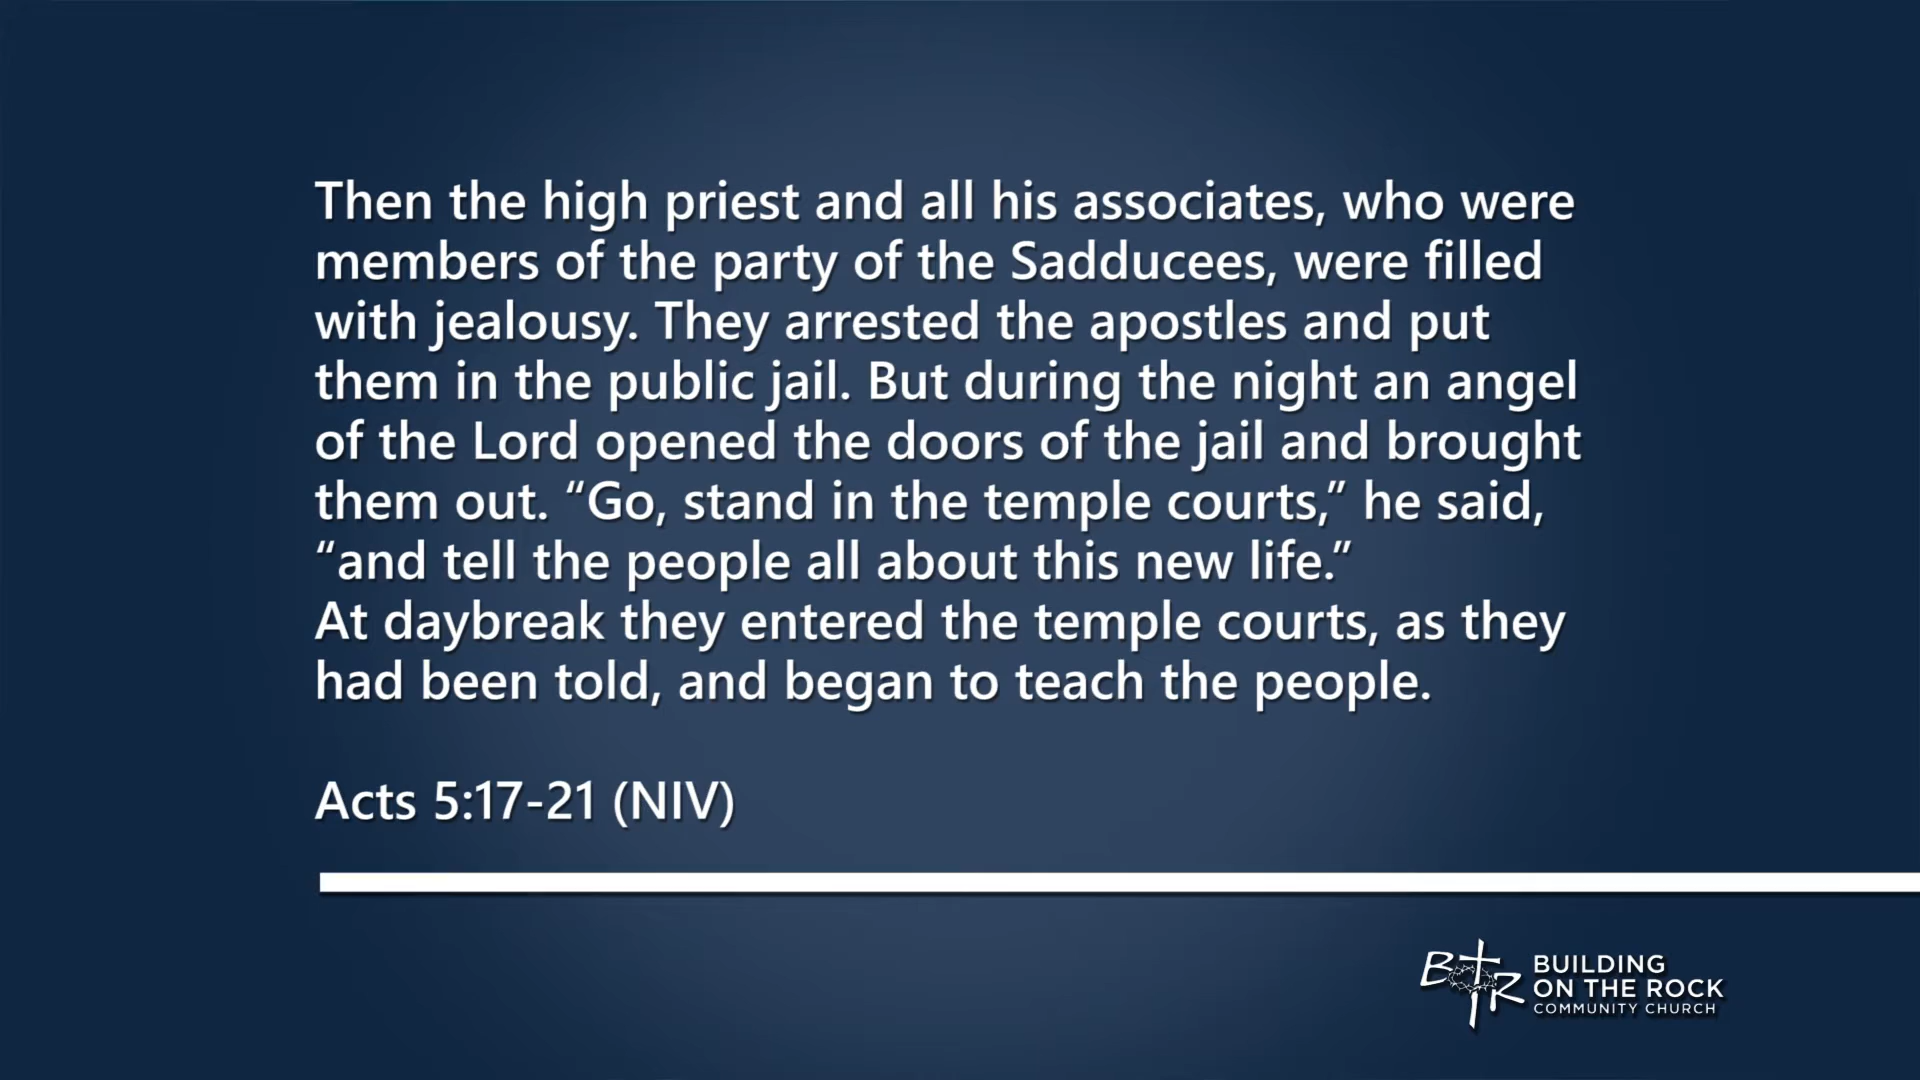 Then the high priest and all his associates, who were
members of the party of the Sadducees, were filled
with jealousy. They arrested the apostles and put
them in the public jail. But during the night an angel
of the Lord opened the doors of the jail and brought
them out. “Go, stand in the temple courts,” he said,
“and tell the people all about this new life.”
At daybreak they entered the temple courts, as they
had been told, and began to teach the people.
Acts 5:17-21 (NIV)
BTR
BUILDING
ON THE ROCK
COMMUNITY CHURCH